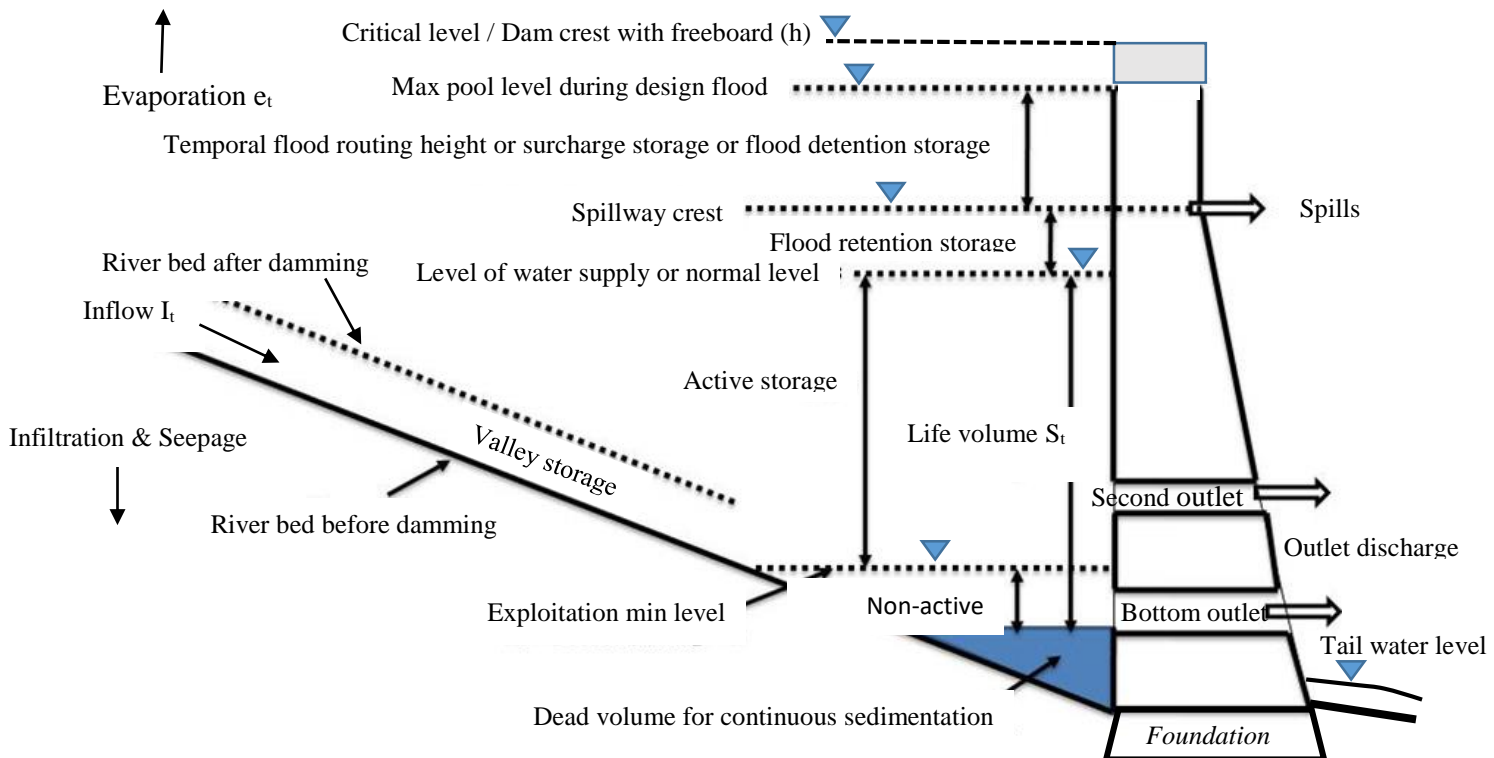 Critical level / Dam crest with freeboard (h)
Evaporation eₜ
Max pool level during design flood
Temporal flood routing height or surcharge storage or flood detention storage
Spillway crest
Spills
Flood retention storage
River bed after damming
Level of water supply or normal level
Inflow Iₜ
Active storage
Infiltration & Seepage
Valley storage
Life volume Sₜ
Second outlet
River bed before damming
Outlet discharge
Exploitation min level
Non-active
Bottom outlet
Tail water level
Dead volume for continuous sedimentation
Foundation